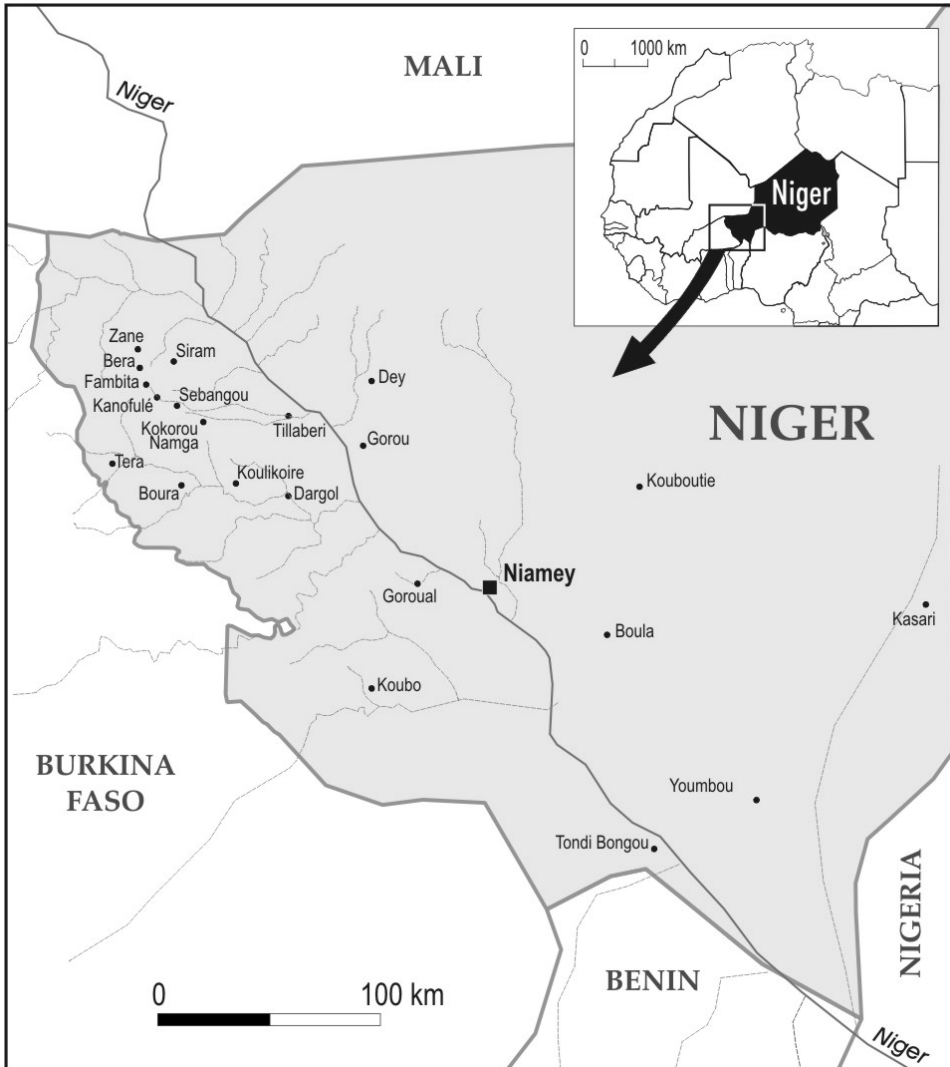 MALI
Niger
0 1000 km
Niger
Zane
Siram
Bera
Fambita
Sebangou
Kanofulé
Kokorou
Namga
Tillaberi
Dey
Gorou
NIGER
Tera
Koulikoire
Boura
Dargol
Kouboutie
Niamey
Goroual
Kasari
Boula
Koubo
BURKINA
FASO
Youmbou
Tondi Bongou
NIGERIA
BENIN
0 100 km
Niger